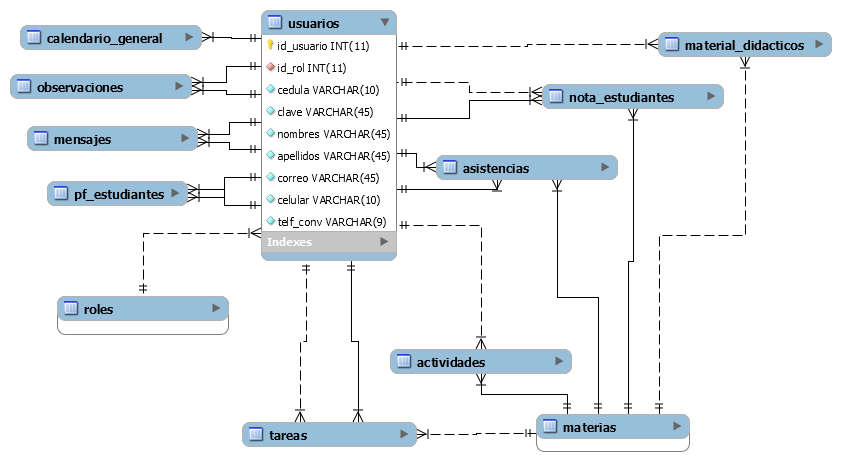 usuarios
id_usuario INT(11)
id_rol INT(11)
cedula VARCHAR(10)
clave VARCHAR(45)
nombres VARCHAR(45)
apellidos VARCHAR(45)
correo VARCHAR(45)
celular VARCHAR(10)
telf_conv VARCHAR(9)
Indexes
calendario_general
observaciones
mensajes
pf_estudiantes
roles
material_didacticos
nota_estudiantes
asistencias
actividades
tareas
materias